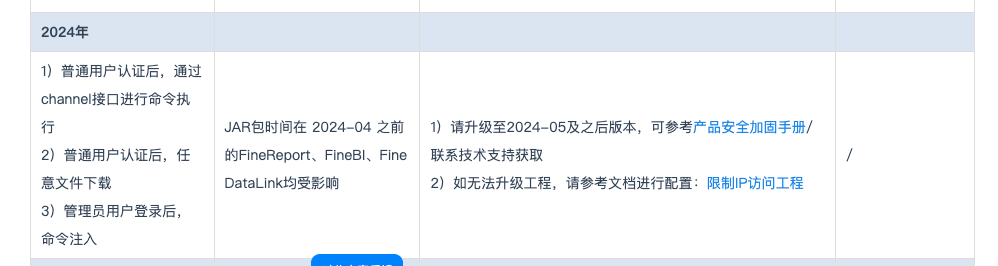 2024年
1）普通用户认证后，通过
channel接口进行命令执
行
2）普通用户认证后，任
意文件下载
3）管理员用户登录后，
命令注入
JAR包时间在 2024-04 之前
的FineReport、FineBI、Fine
DataLink均受影响
1）请升级至2024-05及之后版本，可参考产品安全加固手册/
联系技术支持获取
2）如无法升级工程，请参考文档进行配置：限制IP访问工程
/